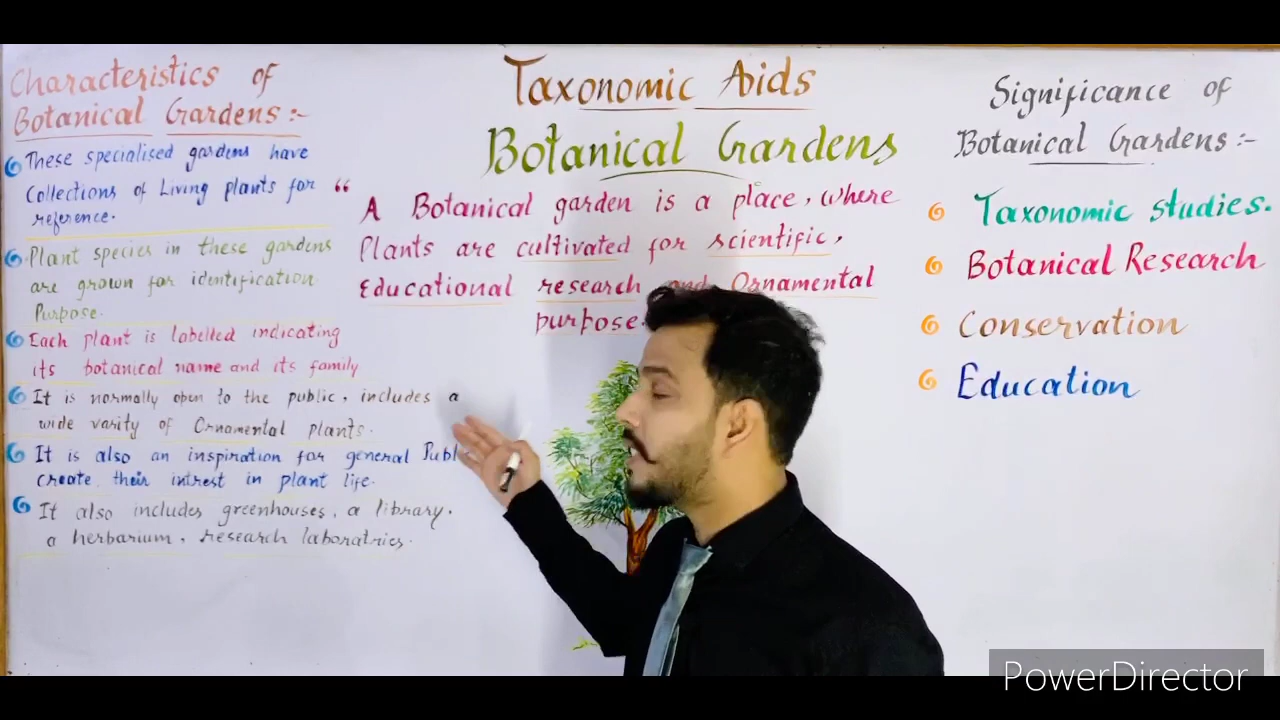 Characteristics of
Botanical Gardens:-
These specialised gardens have
Collections of Living plants for
reference.
Plant species in these gardens
are grown for identification
Purpose.
Each plant is labelled indicating
its botanical name and its family
It is normally open to the public, includes a
wide varity of Ornamental plants.
It is also an inspiration for general Publ
create their intrest in plant life.
It also includes greenhouses, a library,
a herbarium, research laboratries.
Taxonomic Aids
Botanical Gardens
“ A Botanical garden is a place, where
Plants are cultivated for scientific,
Educational research and Ornamental
purpose.
Significance of
Botanical Gardens:-
Taxonomic studies.
Botanical Research
Conservation
Education
PowerDirector